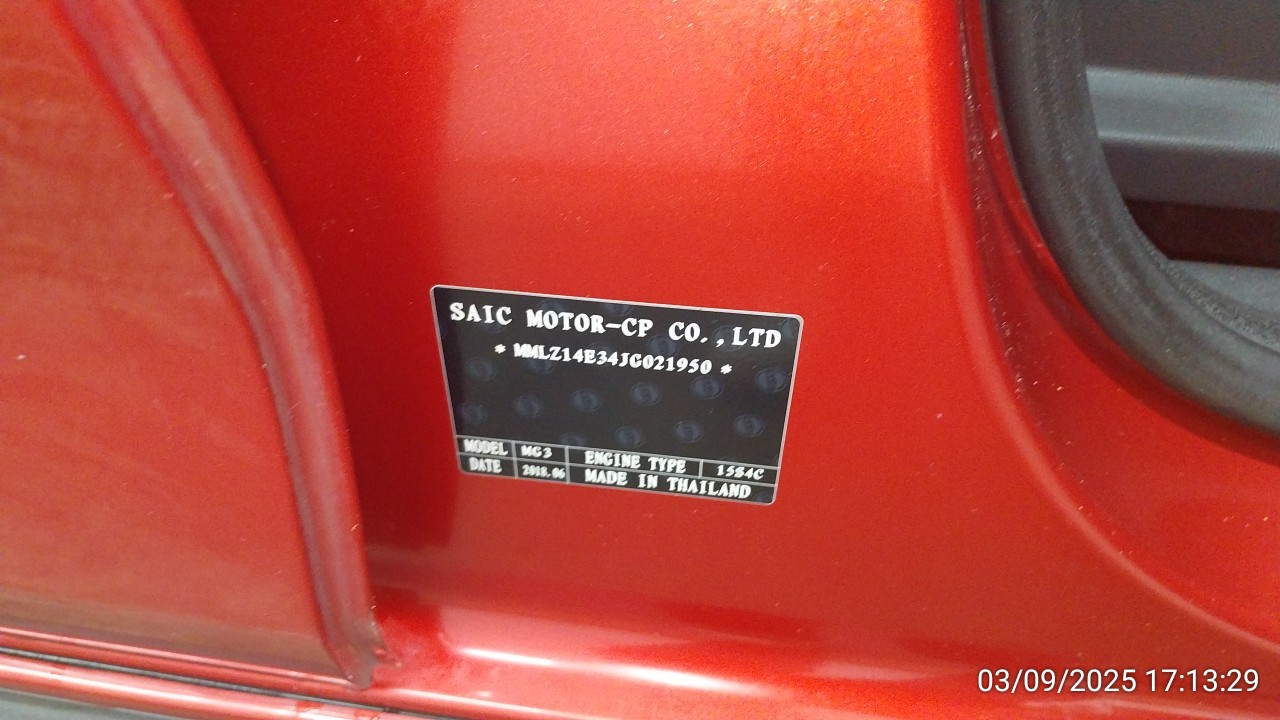 SAIC MOTOR-CP CO.,LTD
* MMLZ14E34JG021950 *
MODEL MG3 ENGINE TYPE 15S4C
DATE 2018.06 MADE IN THAILAND
03/09/2025 17:13:29